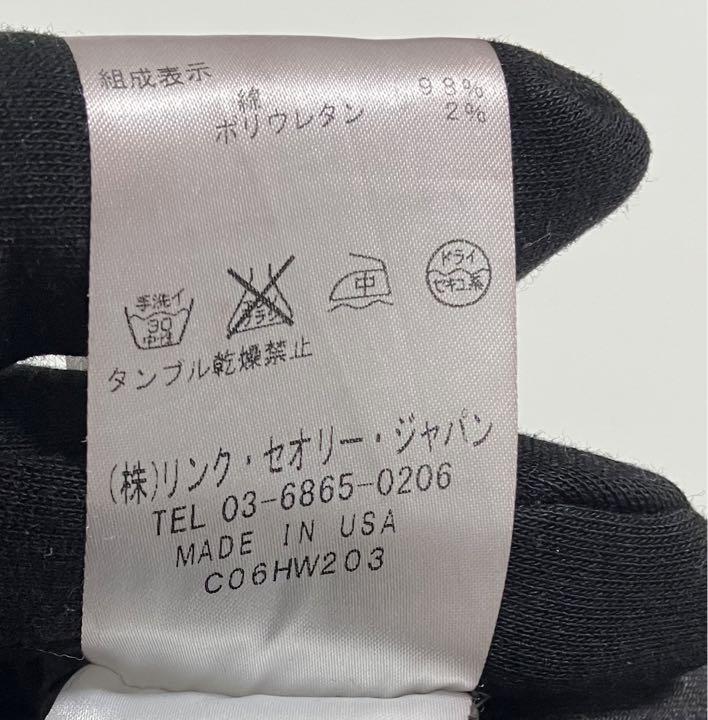 組成表示
綿 98%
ポリウレタン 2%
手洗イ
30
中性
中
ドライ
セキユ系
タンブル乾燥禁止
(株)リンク・セオリー・ジャパン
TEL 03-6865-0206
MADE IN USA
C06HW203